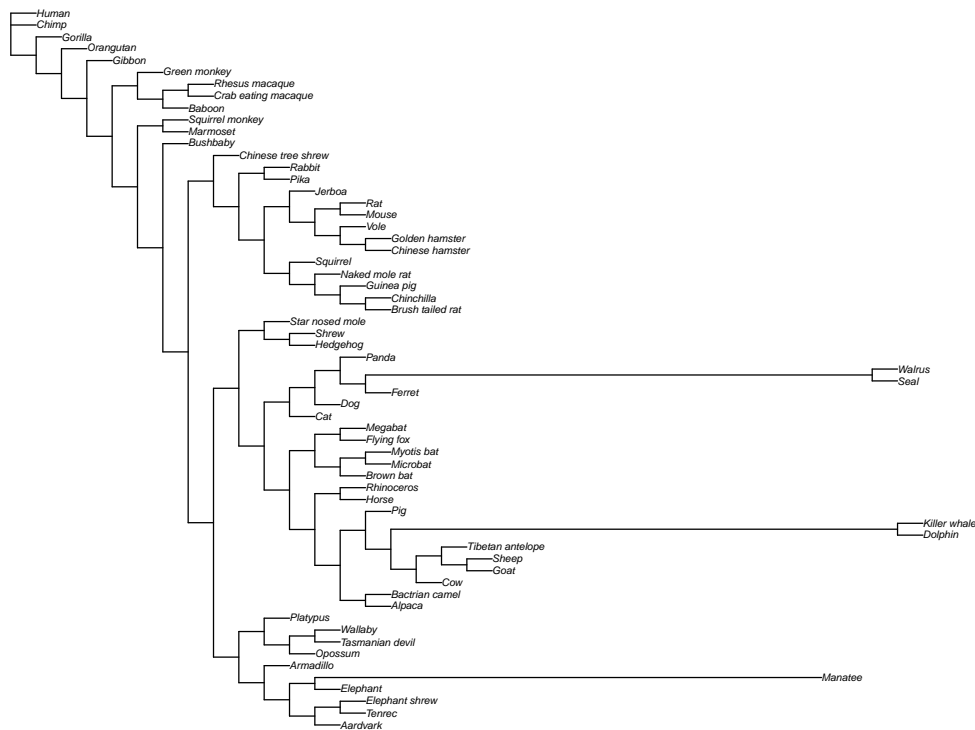 Human
Chimp
Gorilla
Orangutan
Gibbon
Green monkey
Rhesus macaque
Crab eating macaque
Baboon
Squirrel monkey
Marmoset
Bushbaby
Chinese tree shrew
Rabbit
Pika
Jerboa
Rat
Mouse
Vole
Golden hamster
Chinese hamster
Squirrel
Naked mole rat
Guinea pig
Chinchilla
Brush tailed rat
Star nosed mole
Shrew
Hedgehog
Panda
Walrus
Seal
Ferret
Dog
Cat
Megabat
Flying fox
Myotis bat
Microbat
Brown bat
Rhinoceros
Horse
Pig
Killer whale
Dolphin
Tibetan antelope
Sheep
Goat
Cow
Bactrian camel
Alpaca
Platypus
Wallaby
Tasmanian devil
Opossum
Armadillo
Manatee
Elephant
Elephant shrew
Tenrec
Aardvark